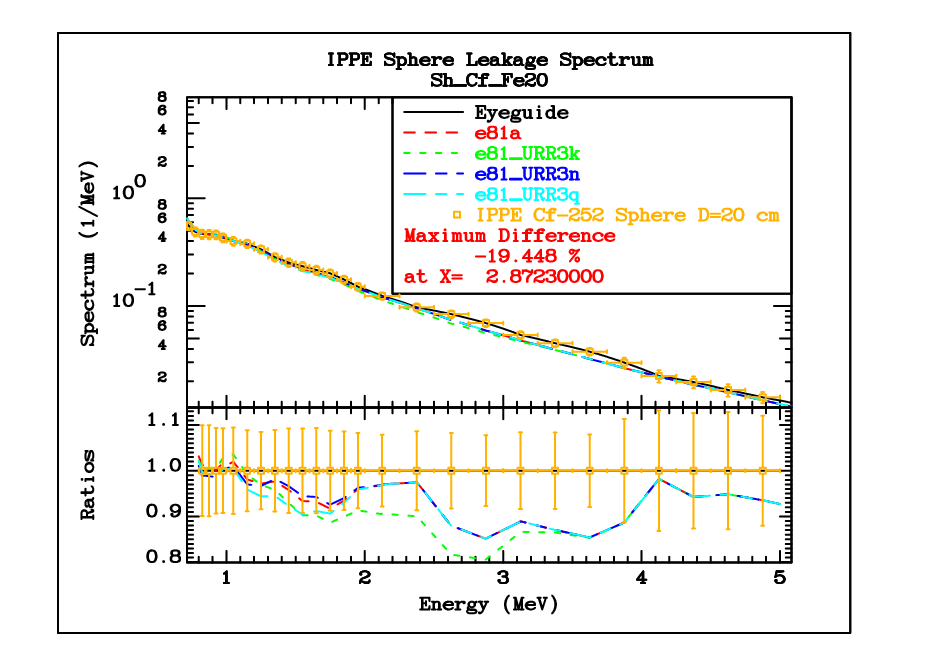 IPPE Sphere Leakage Spectrum
Sh_Cf_Fe20
Eyeguide
e81a
e81_URR3k
e81_URR3n
e81_URR3q
IPPE Cf-252 Sphere D=20 cm
Maximum Difference
-19.448 %
at X= 2.87230000
Spectrum (1/MeV)
8
6
4
2
10^0
8
6
4
2
10^-1
8
6
4
2
Ratios
1.1
1.0
0.9
0.8
1 2 3 4 5
Energy (MeV)